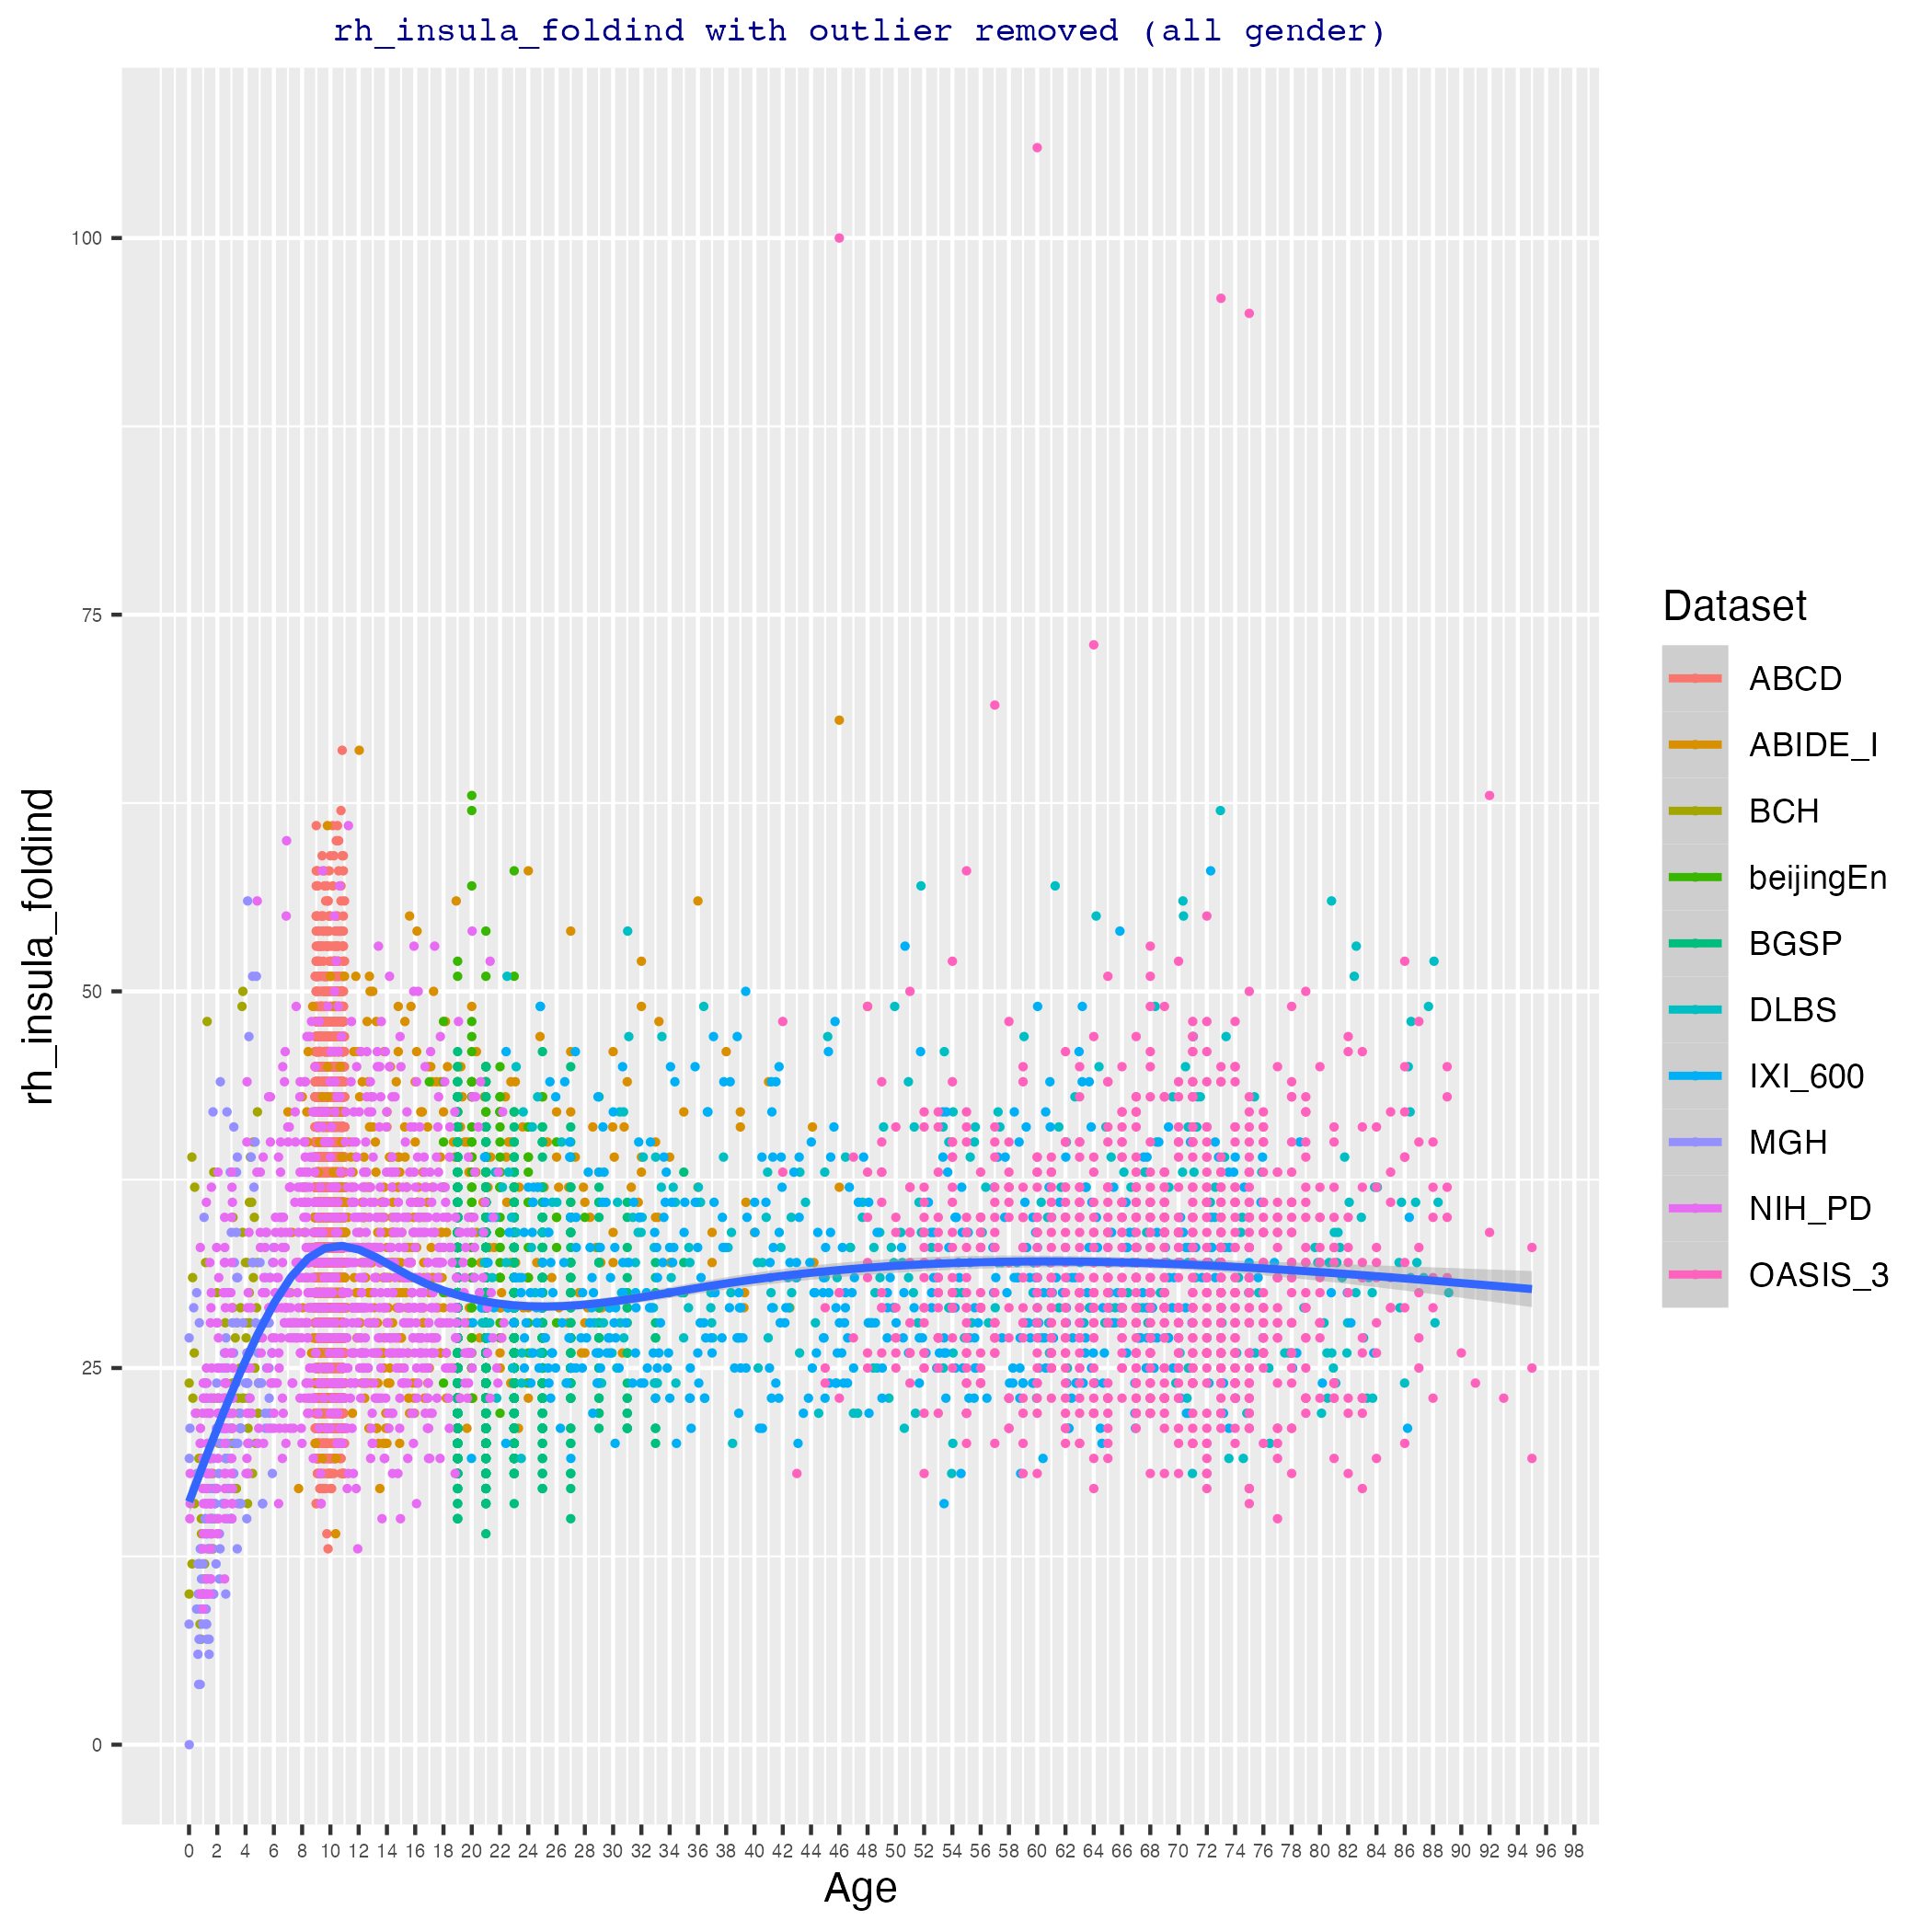 rh_insula_foldind with outlier removed (all gender)
rh_insula_foldind
100
75
50
25
0
0 2 4 6 8 10 12 14 16 18 20 22 24 26 28 30 32 34 36 38 40 42 44 46 48 50 52 54 56 58 60 62 64 66 68 70 72 74 76 78 80 82 84 86 88 90 92 94 96 98
Age
Dataset
ABCD
ABIDE_I
BCH
beijingEn
BGSP
DLBS
IXI_600
MGH
NIH_PD
OASIS_3